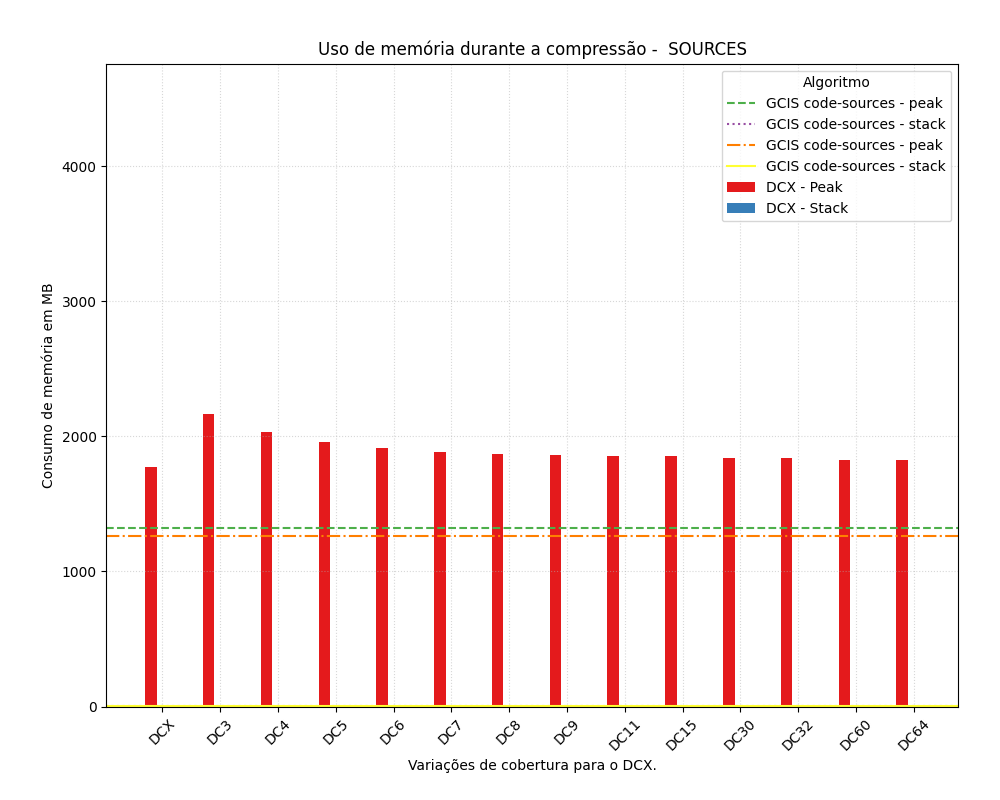 Uso de memória durante a compressão -  SOURCES
Algoritmo
GCIS code-sources - peak
GCIS code-sources - stack
GCIS code-sources - peak
GCIS code-sources - stack
DCX - Peak
DCX - Stack
Consumo de memória em MB
4000
3000
2000
1000
0
DCX
DC3
DC4
DC5
DC6
DC7
DC8
DC9
DC11
DC15
DC30
DC32
DC60
DC64
Variações de cobertura para o DCX.